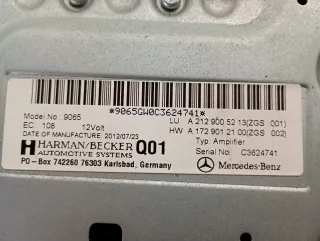 *9065GW0C3624741*
Model No.: 9065
EC: 108 12Volt
DATE OF MANUFACTURE: 2012/07/23
LU A 212 900 52 13(ZGS 001)
HW A 172 901 21 00(ZGS 002)
Typ: Amplifier
Serial No: C3624741
HARMAN/BECKER Q01
AUTOMOTIVE SYSTEMS
PO-Box 742260 76303 Karlsbad, Germany
Mercedes-Benz